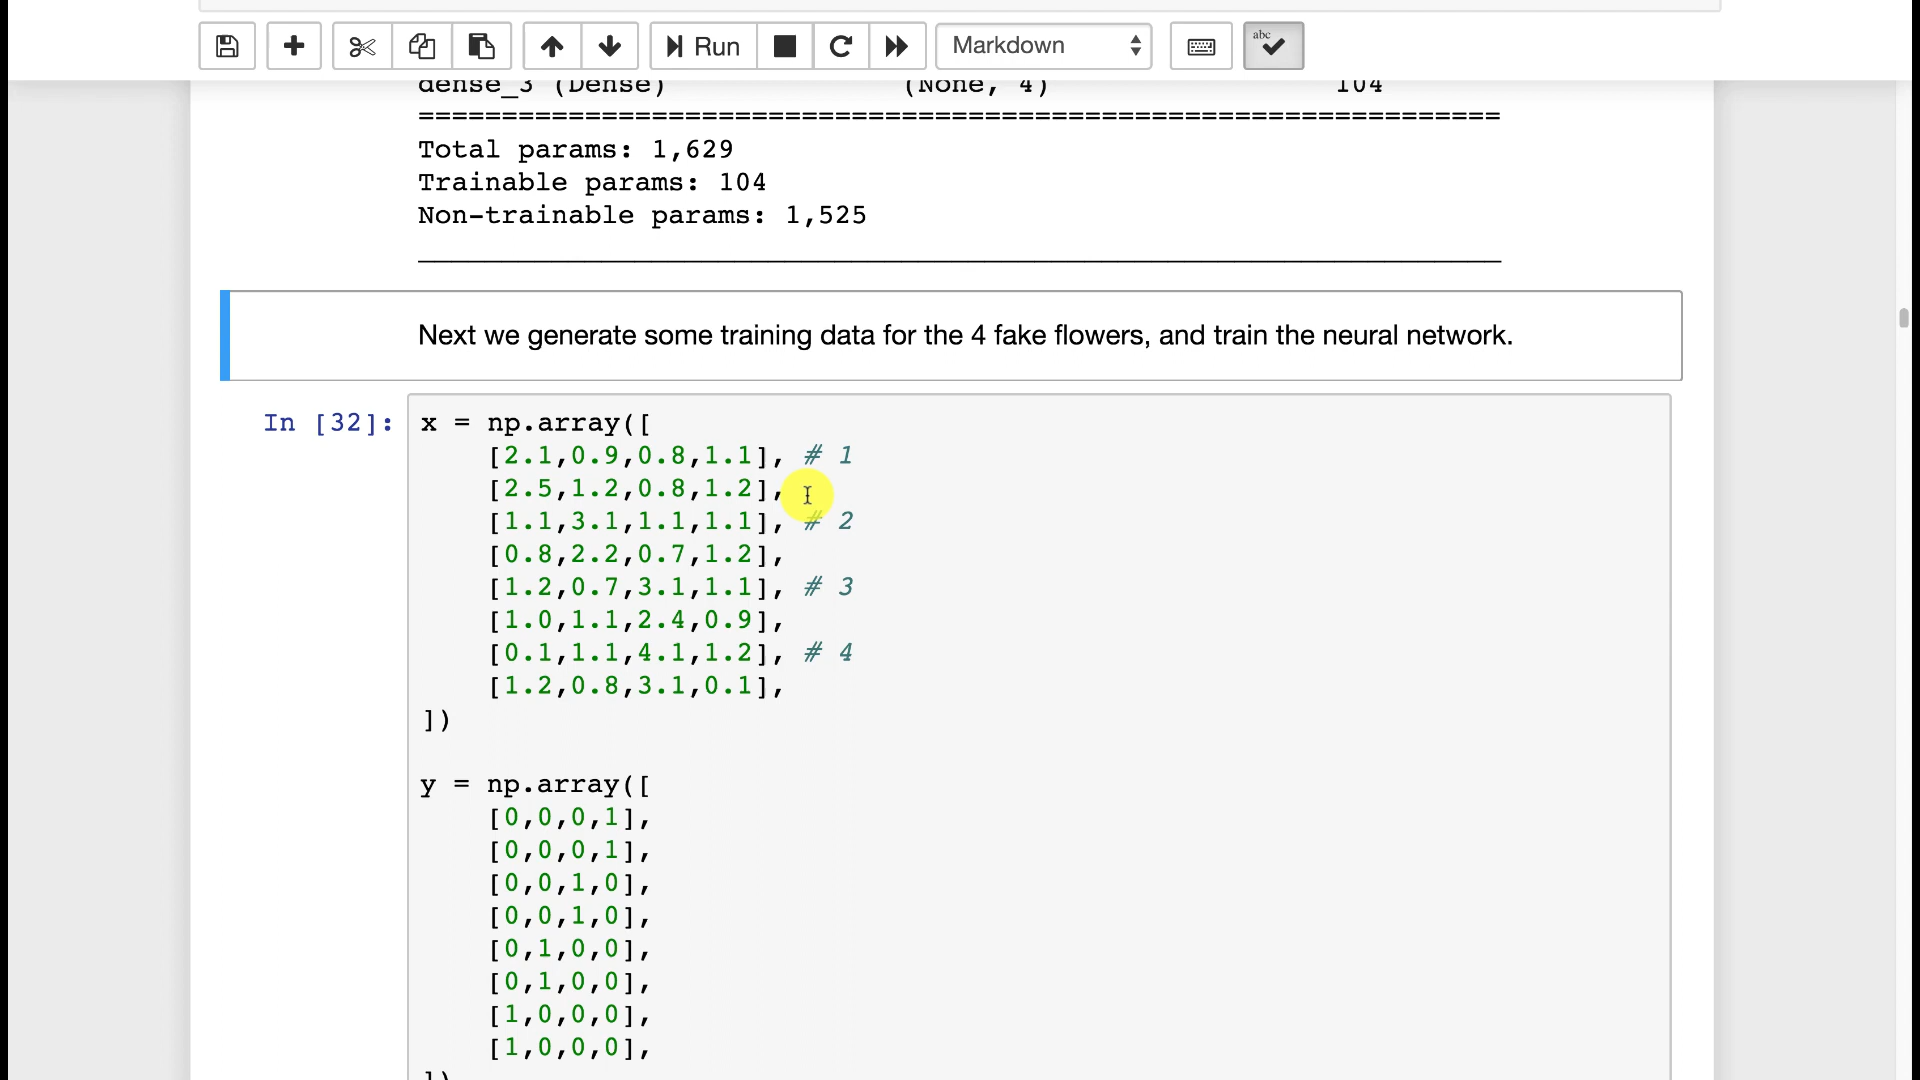 Run
Markdown
abc
dense_3 (Dense) (None, 4) 104
=================================================================
Total params: 1,629
Trainable params: 104
Non-trainable params: 1,525
_________________________________________________________________
Next we generate some training data for the 4 fake flowers, and train the neural network.
In [32]:
x = np.array([
[2.1,0.9,0.8,1.1], # 1
[2.5,1.2,0.8,1.2],
[1.1,3.1,1.1,1.1], # 2
[0.8,2.2,0.7,1.2],
[1.2,0.7,3.1,1.1], # 3
[1.0,1.1,2.4,0.9],
[0.1,1.1,4.1,1.2], # 4
[1.2,0.8,3.1,0.1],
])
y = np.array([
[0,0,0,1],
[0,0,0,1],
[0,0,1,0],
[0,0,1,0],
[0,1,0,0],
[0,1,0,0],
[1,0,0,0],
[1,0,0,0],
])